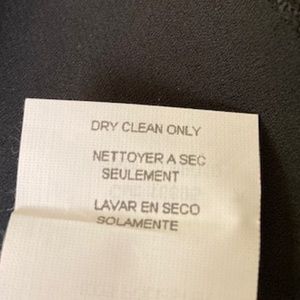 DRY CLEAN ONLY
NETTOYER A SEC
SEULEMENT
LAVAR EN SECO
SOLAMENTE